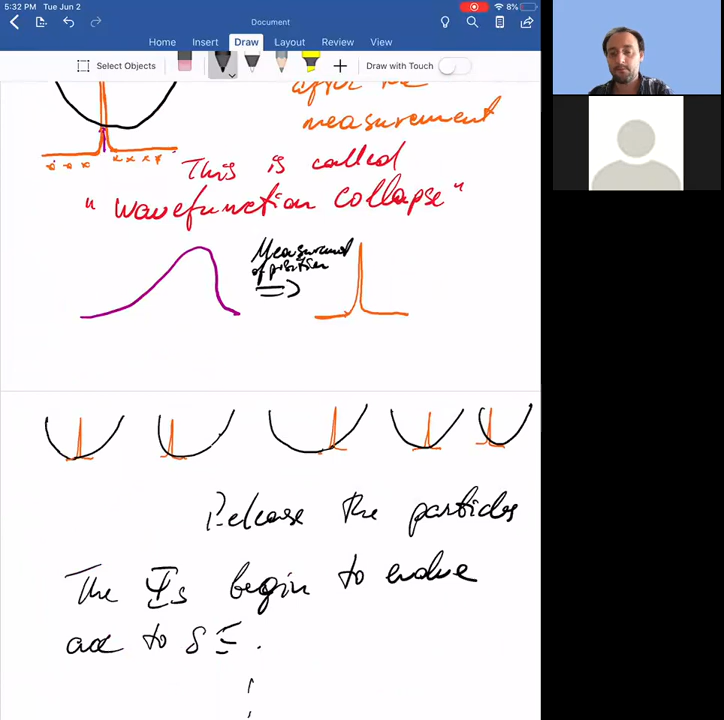 5:32 PM Tue Jun 2
8%
Document
Home Insert Draw Layout Review View
Select Objects
Draw with Touch
after the
measurement
This is called
"wavefunction collapse"
Measurement
of position
Release the particles
The Ψs begin to evolve
acc to SE.